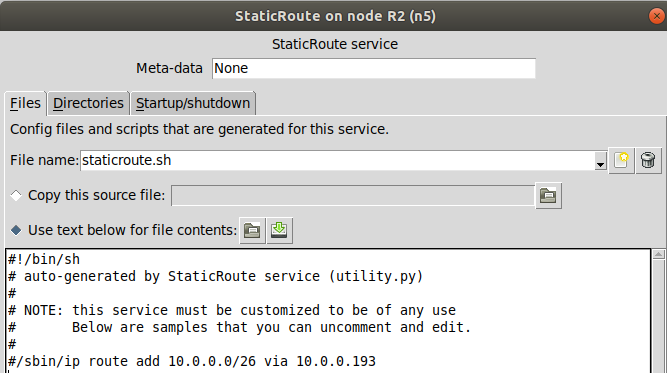 StaticRoute on node R2 (n5)
StaticRoute service
Meta-data None
Files Directories Startup/shutdown
Config files and scripts that are generated for this service.
File name: staticroute.sh
Copy this source file:
Use text below for file contents:
#!/bin/sh
# auto-generated by StaticRoute service (utility.py)
#
# NOTE: this service must be customized to be of any use
#       Below are samples that you can uncomment and edit.
#
#/sbin/ip route add 10.0.0.0/26 via 10.0.0.193